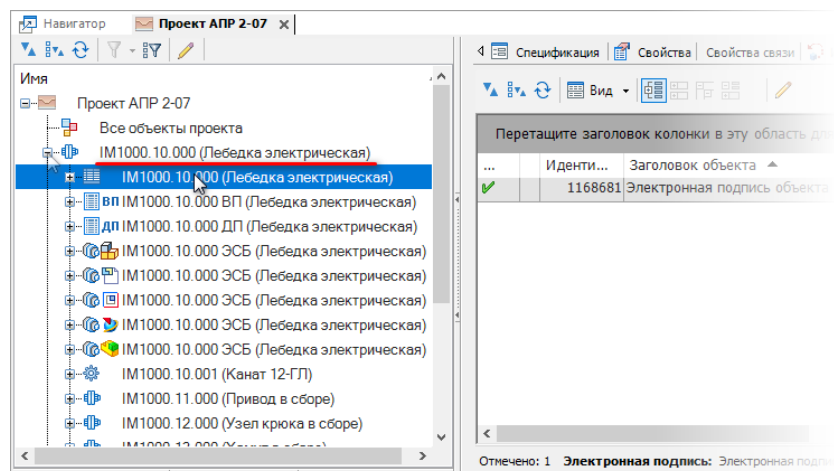 Навигатор
Проект АПР 2-07
Имя
Проект АПР 2-07
Все объекты проекта
IM1000.10.000 (Лебедка электрическая)
IM1000.10.000 (Лебедка электрическая)
ВП IM1000.10.000 ВП (Лебедка электрическая)
ДП IM1000.10.000 ДП (Лебедка электрическая)
IM1000.10.000 ЭСБ (Лебедка электрическая)
IM1000.10.000 ЭСБ (Лебедка электрическая)
IM1000.10.000 ЭСБ (Лебедка электрическая)
IM1000.10.000 ЭСБ (Лебедка электрическая)
IM1000.10.000 ЭСБ (Лебедка электрическая)
IM1000.10.001 (Канат 12-ГЛ)
IM1000.11.000 (Привод в сборе)
IM1000.12.000 (Узел крюка в сборе)
Спецификация Свойства Свойства связи
Вид
Перетащите заголовок колонки в эту область для
... Иденти... Заголовок объекта
1168681 Электронная подпись объекта
Отмечено: 1 Электронная подпись: Электронная